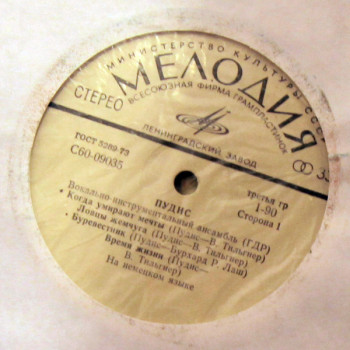 МИНИСТЕРСТВО КУЛЬТУРЫ СССР
МЕЛОДИЯ
ВСЕСОЮЗНАЯ ФИРМА ГРАМПЛАСТИНОК
СТЕРЕО
ЛЕНИНГРАДСКИЙ ЗАВОД
33
ГОСТ 5289-73
С60-09035
третья гр
1-90
Сторона 1
ПУДИС
Вокально-инструментальный ансамбль (ГДР)
Когда умирают мечты (Пудис—В. Тильгнер)
Ловцы жемчуга (Пудис—В. Тильгнер)
Буревестник (Пудис—Бурхард Р. Лаш)
Время жизни (Пудис—
В. Тильгнер)
На немецком языке